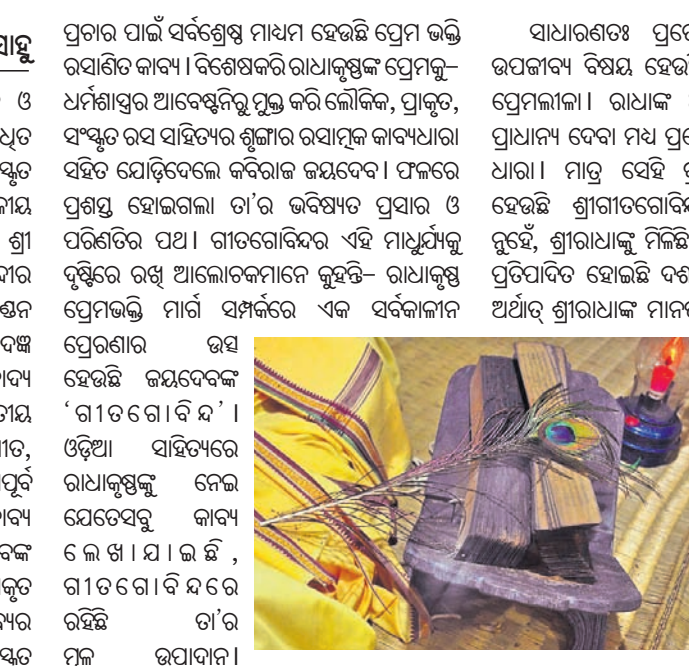 ସାହୁ
ଓ
ଶ୍ରୀ
ପ୍ରଚାର ପାଇଁ ସର୍ବଶ୍ରେଷ୍ଠ ମାଧ୍ୟମ ହେଉଛି ପ୍ରେମ ଭକ୍ତି
ରସାଣିତ କାବ୍ୟ । ବିଶେଷକରି ରାଧାକୃଷ୍ଣଙ୍କ ପ୍ରେମକୁ–
ଧର୍ମଶାସ୍ତ୍ରର ଆବେଷ୍ଟନିରୁ ମୁକ୍ତ କରି ଲୌକିକ, ପ୍ରାକୃତ,
ସଂସ୍କୃତ ରସ ସାହିତ୍ୟର ଶୃଙ୍ଗାର ରସାତ୍ମକ କାବ୍ୟଧାରା
ସହିତ ଯୋଡ଼ିଦେଲେ କବିରାଜ ଜୟଦେବ । ଫଳରେ
ପ୍ରଶସ୍ତ ହୋଇଗଲା ତା'ର ଭବିଷ୍ୟତ ପ୍ରସାର ଓ
ପରିଣତିର ପଥ । ଗୀତଗୋବିନ୍ଦର ଏହି ମାଧୁର୍ଯ୍ୟକୁ
ଦୃଷ୍ଟିରେ ରଖି ଆଲୋଚକମାନେ କୁହନ୍ତି– ରାଧାକୃଷ୍ଣ
ପ୍ରେମଭକ୍ତି ମାର୍ଗ ସମ୍ପର୍କରେ ଏକ ସର୍ବକାଳୀନ
ପ୍ରେରଣାର ଉତ୍ସ
ହେଉଛି ଜୟଦେବଙ୍କ
‘ଗୀତଗୋବିନ୍ଦ’ ।
ଓଡ଼ିଆ ସାହିତ୍ୟରେ
ରାଧାକୃଷ୍ଣଙ୍କୁ ନେଇ
ଯେତେସବୁ କାବ୍ୟ
ଲେଖାଯାଇଛି,
ଗୀତଗୋବିନ୍ଦରେ
ରହିଛି ତା'ର
ମୂଳ ଉପାଦାନ ।
ସାଧାରଣତଃ
ଉପଜୀବ୍ୟ ବିଷୟ
ପ୍ରେମଲୀଳା । ରାଧାଙ୍କ
ପ୍ରାଧାନ୍ୟ ଦେବା ମଧ୍ୟ
ଧାରା । ମାତ୍ର ସେହି
ହେଉଛି
ନୁହେଁ, ଶ୍ରୀରାଧାଙ୍କୁ
ପ୍ରତିପାଦିତ ହୋଇଛି
ଅର୍ଥାତ୍ ଶ୍ରୀରାଧାଙ୍କ